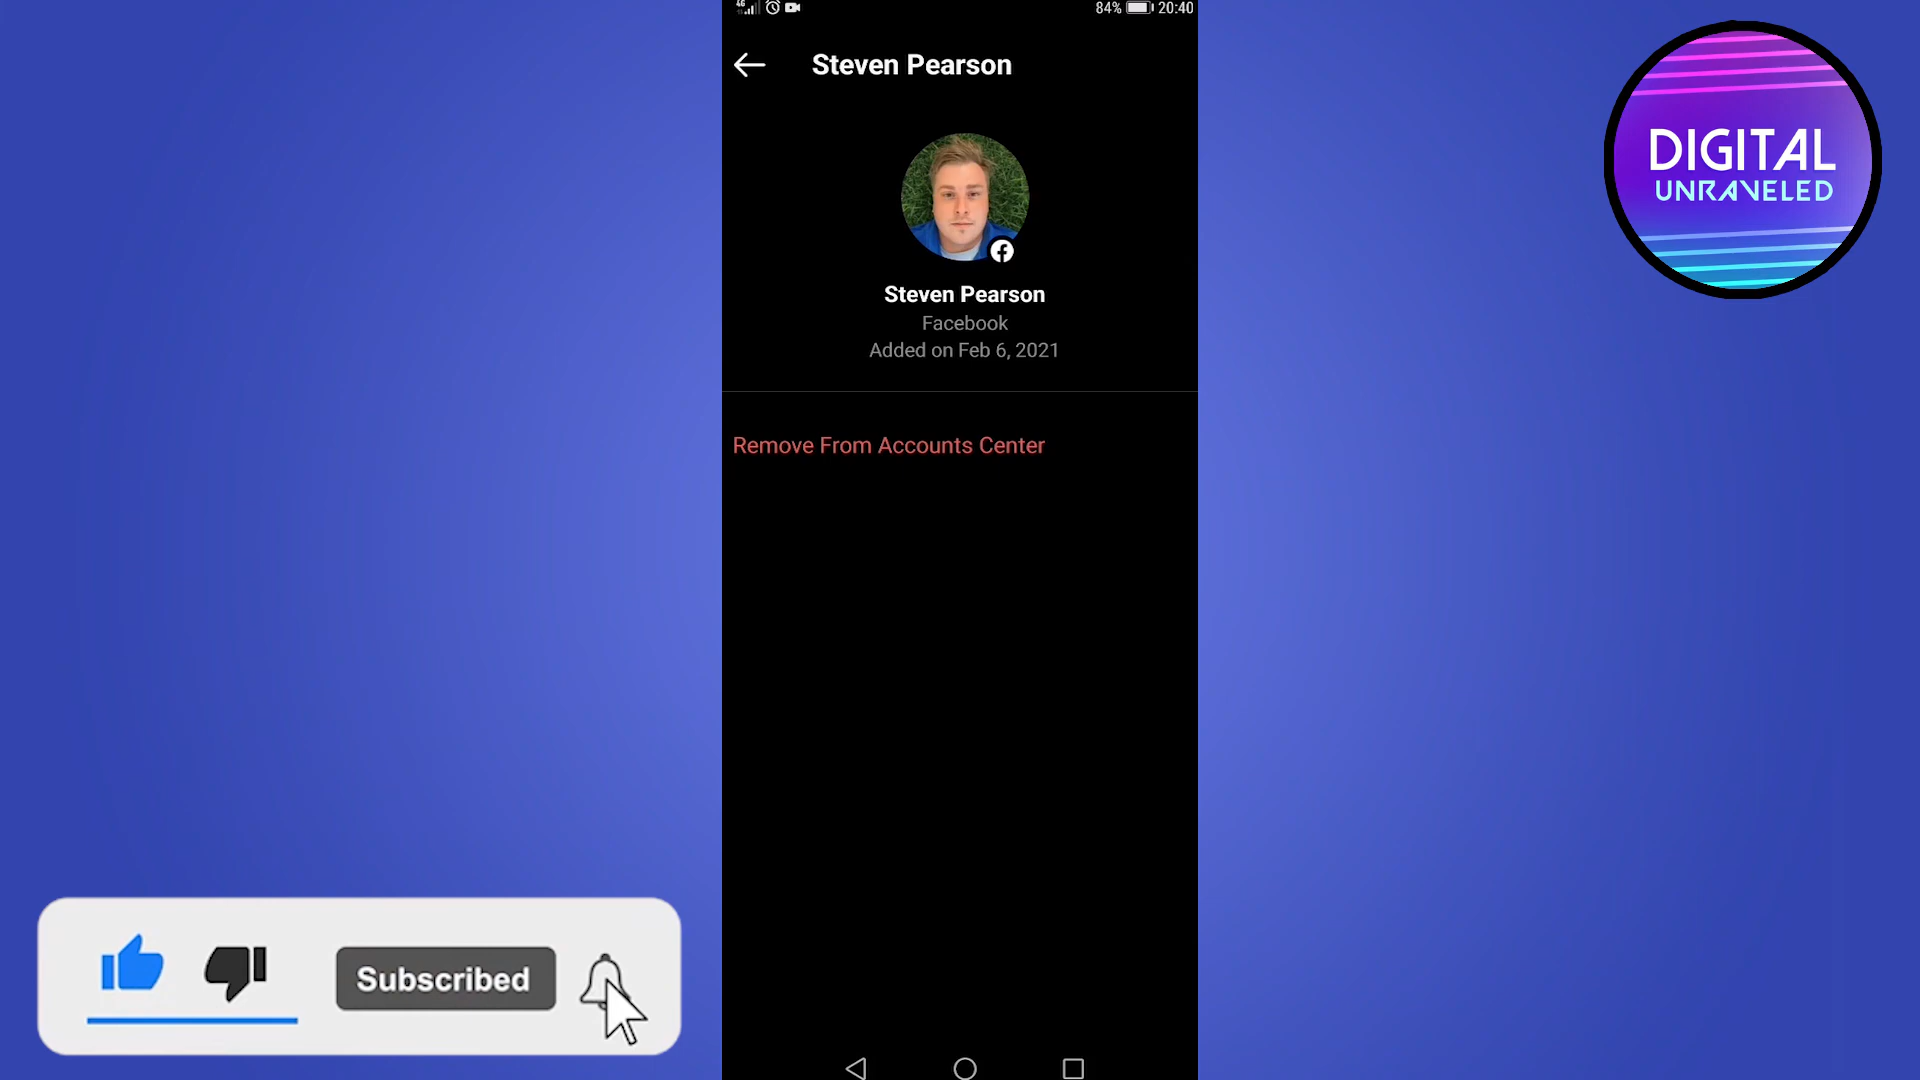 4G
84% 20:40
Steven Pearson
DIGITAL
UNRAVELED
Steven Pearson
Facebook
Added on Feb 6, 2021
Remove From Accounts Center
Subscribed